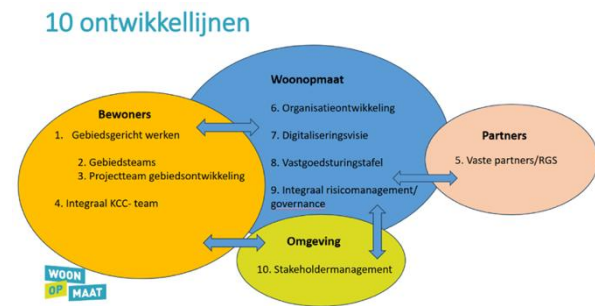 10 ontwikkellijnen
Bewoners
1. Gebiedsgericht werken
2. Gebiedsteams
3. Projectteam gebiedsontwikkeling
4. Integraal KCC- team
Woonopmaat
6. Organisatieontwikkeling
7. Digitaliseringsvisie
8. Vastgoedsturingstafel
9. Integraal risicomanagement/
governance
Partners
5. Vaste partners/RGS
Omgeving
10. Stakeholdermanagement
WOON
OP
MAAT